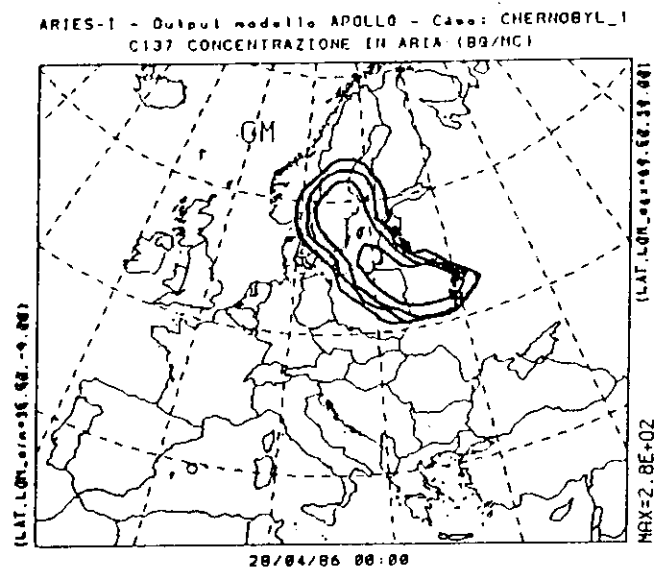 ARIES-I - Output modello APOLLO - Caso: CHERNOBYL_1
C137 CONCENTRAZIONE IN ARIA (BQ/MC)
GM
MAX=2.8E+02
28/04/86 00:00